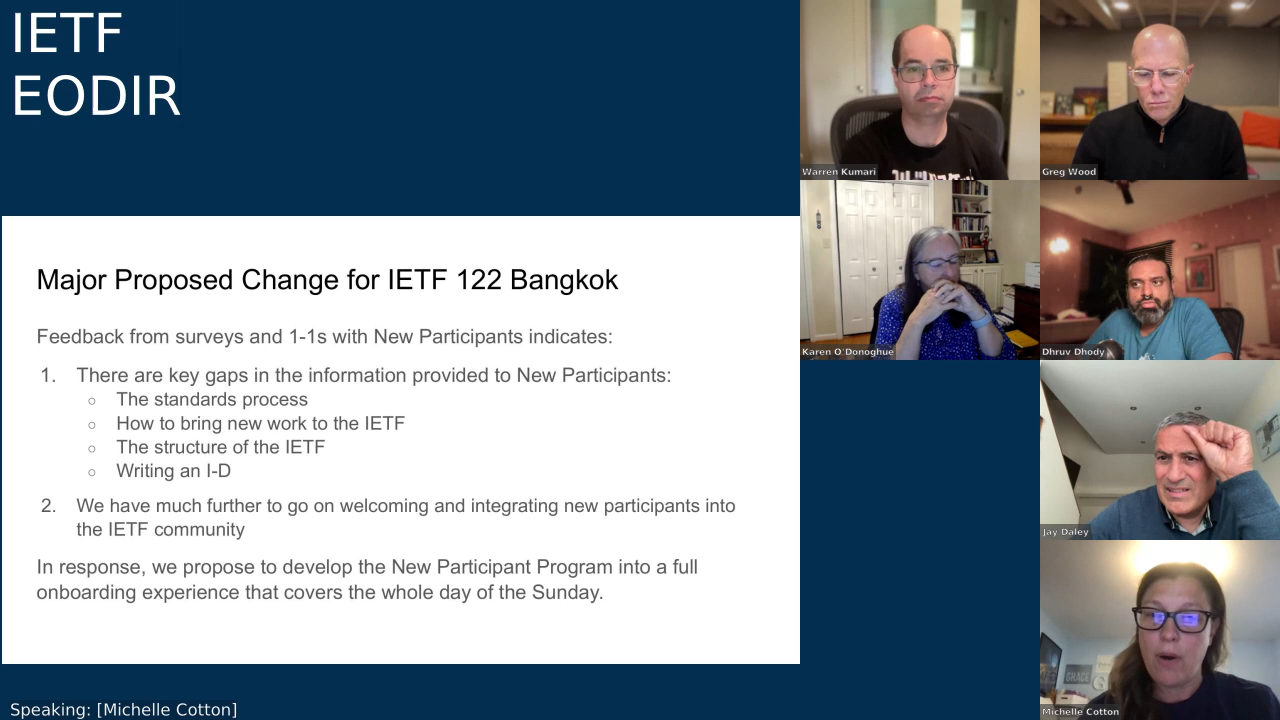 IETF
EODIR
Major Proposed Change for IETF 122 Bangkok
Feedback from surveys and 1-1s with New Participants indicates:
1. There are key gaps in the information provided to New Participants:
○ The standards process
○ How to bring new work to the IETF
○ The structure of the IETF
○ Writing an I-D
2. We have much further to go on welcoming and integrating new participants into
the IETF community
In response, we propose to develop the New Participant Program into a full
onboarding experience that covers the whole day of the Sunday.
Speaking: [Michelle Cotton]
Warren Kumari
Greg Wood
Karen O'Donoghue
Dhruv Dhody
Jay Daley
GRACE
Michelle Cotton